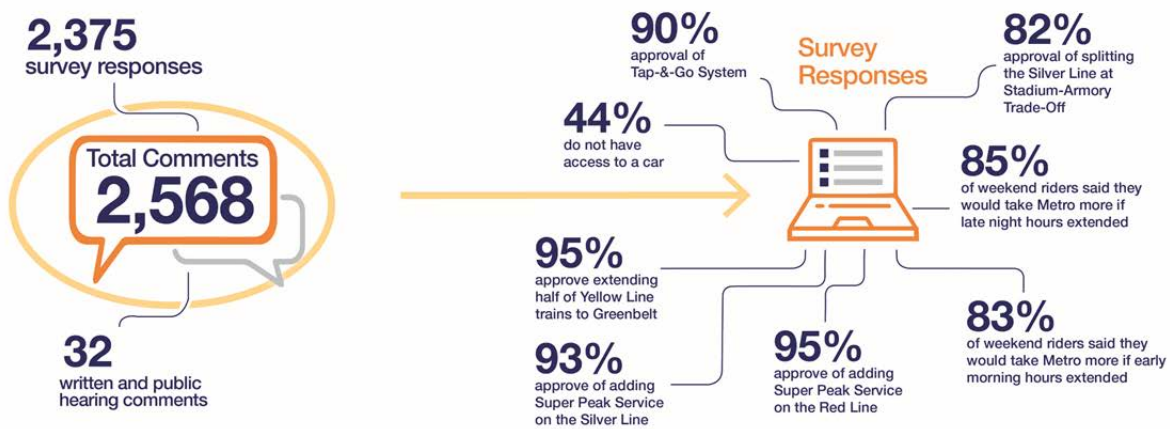 2,375
survey responses
Total Comments
2,568
32
written and public
hearing comments
Survey
Responses
90%
approval of
Tap-&-Go System
82%
approval of splitting
the Silver Line at
Stadium-Armory
Trade-Off
44%
do not have
access to a car
85%
of weekend riders said they
would take Metro more if
late night hours extended
95%
approve extending
half of Yellow Line
trains to Greenbelt
93%
approve of adding
Super Peak Service
on the Silver Line
95%
approve of adding
Super Peak Service
on the Red Line
83%
of weekend riders said they
would take Metro more if early
morning hours extended